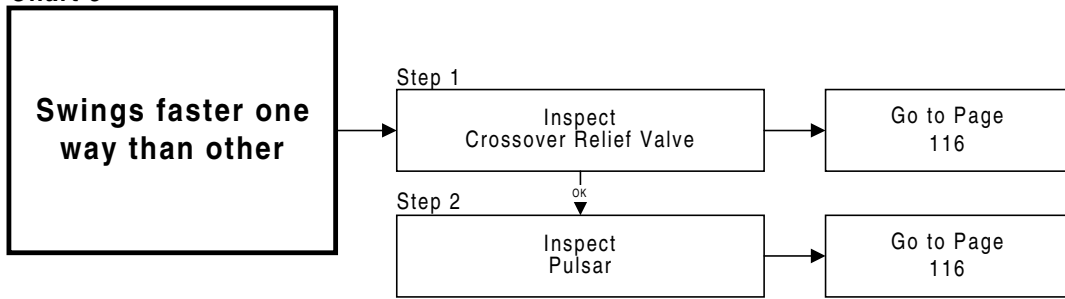 Swings faster one
way than other
Step 1
Inspect
Crossover Relief Valve
Go to Page
116
OK
Step 2
Inspect
Pulsar
Go to Page
116